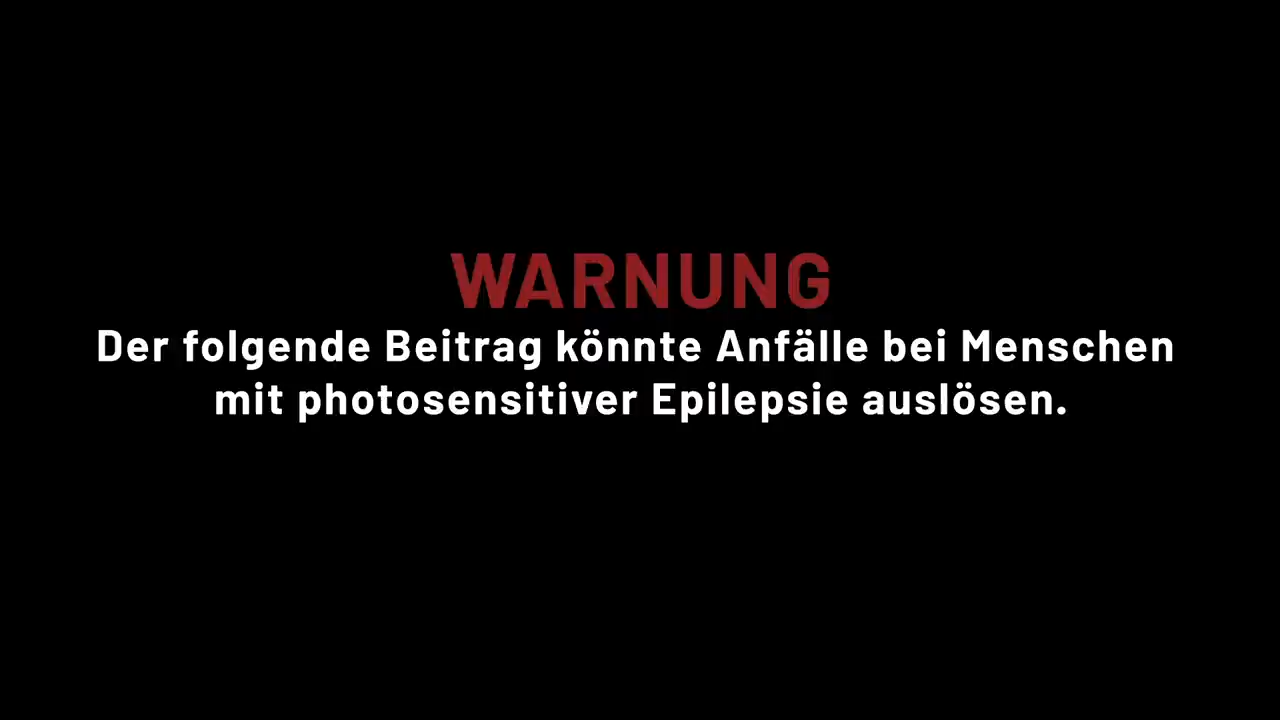 WARNUNG
Der folgende Beitrag könnte Anfälle bei Menschen
mit photosensitiver Epilepsie auslösen.